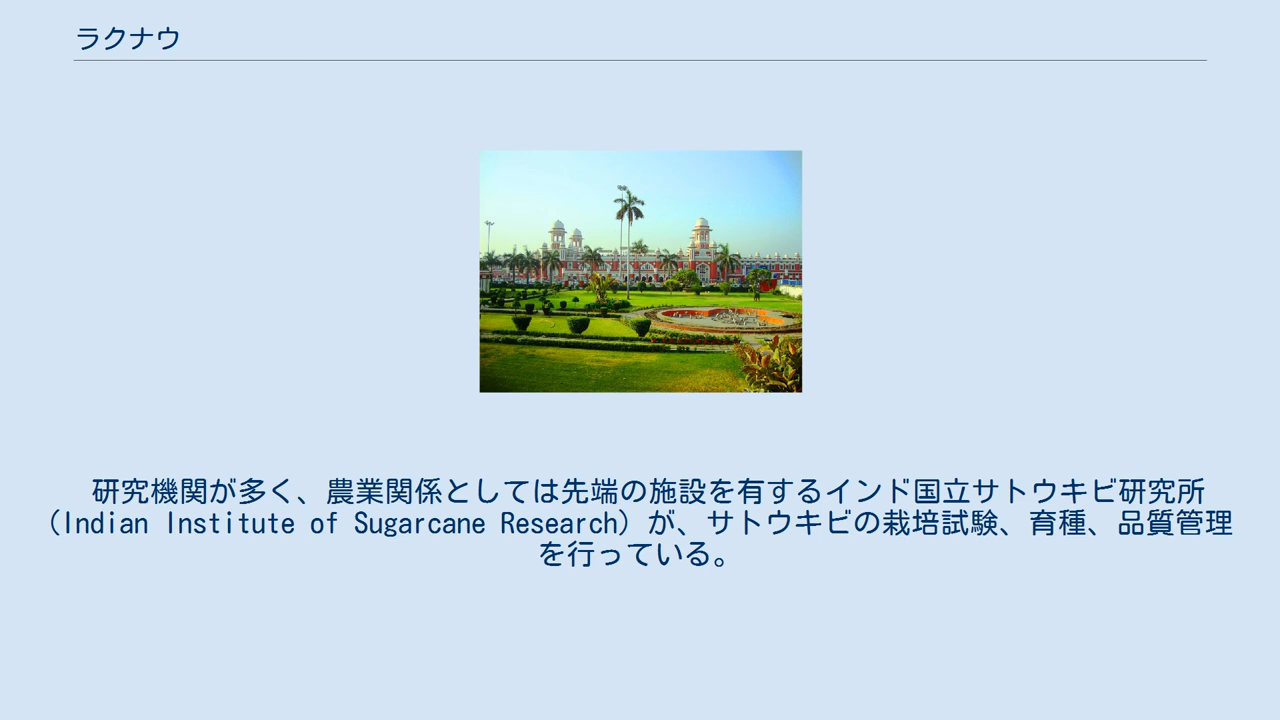 ラクナウ
研究機関が多く、農業関係としては先端の施設を有するインド国立サトウキビ研究所
（Indian Institute of Sugarcane Research）が、サトウキビの栽培試験、育種、品質管理
を行っている。